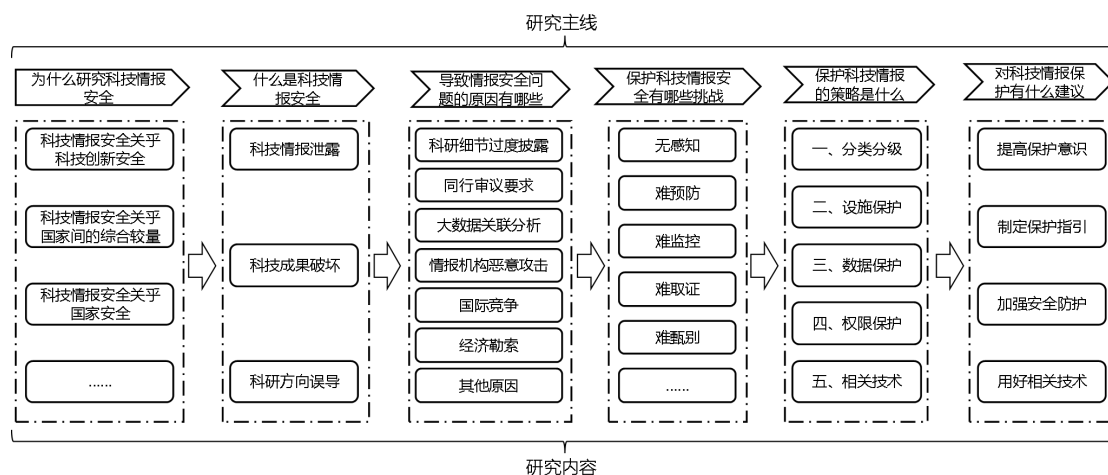 研究主线
为什么研究科技情报
安全
什么是科技情
报安全
导致情报安全问
题的原因有哪些
保护科技情报安
全有哪些挑战
保护科技情报
的策略是什么
对科技情报保
护有什么建议
科技情报安全关乎
科技创新安全
科技情报安全关乎
国家间的综合较量
科技情报安全关乎
国家安全
……
科技情报泄露
科技成果破坏
科研方向误导
科研细节过度披露
同行审议要求
大数据关联分析
情报机构恶意攻击
国际竞争
经济勒索
其他原因
无感知
难预防
难监控
难取证
难甄别
……
一、分类分级
二、设施保护
三、数据保护
四、权限保护
五、相关技术
提高保护意识
制定保护指引
加强安全防护
用好相关技术
研究内容